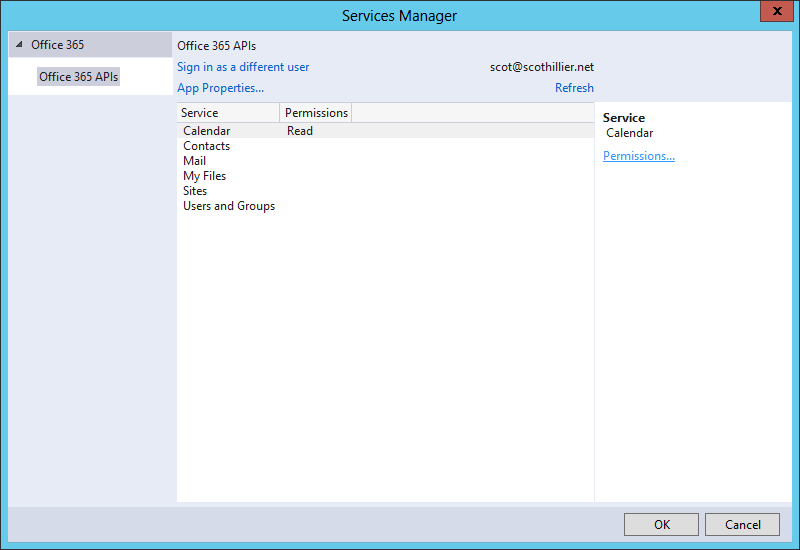 Services Manager
x
Office 365
Office 365 APIs
Office 365 APIs
Sign in as a different user
scot@scothillier.net
App Properties...
Refresh
Service Permissions
Calendar Read
Contacts
Mail
My Files
Sites
Users and Groups
Service
Calendar
Permissions...
OK Cancel